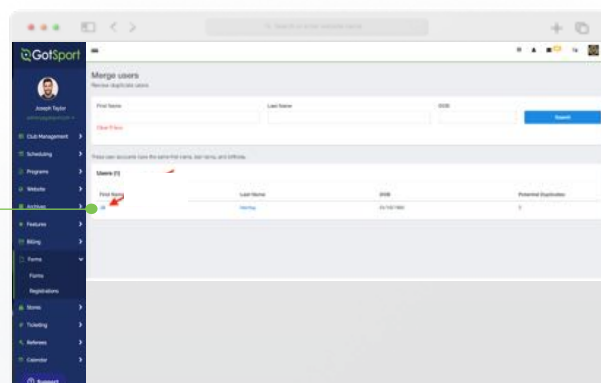 GotSport
Merge users
Review duplicate users
First Name
Last Name
DOB
Search
Clear Filters
Joseph Taylor
Club Management
Scheduling
Programs
Website
Archives
Features
Billing
Forms
Forms
Registrations
Stores
Ticketing
Referees
Calendar
Support
These user accounts have the same first name, last name, and birthday.
Users (1)
First Name
Last Name
DOB
Potential Duplicates